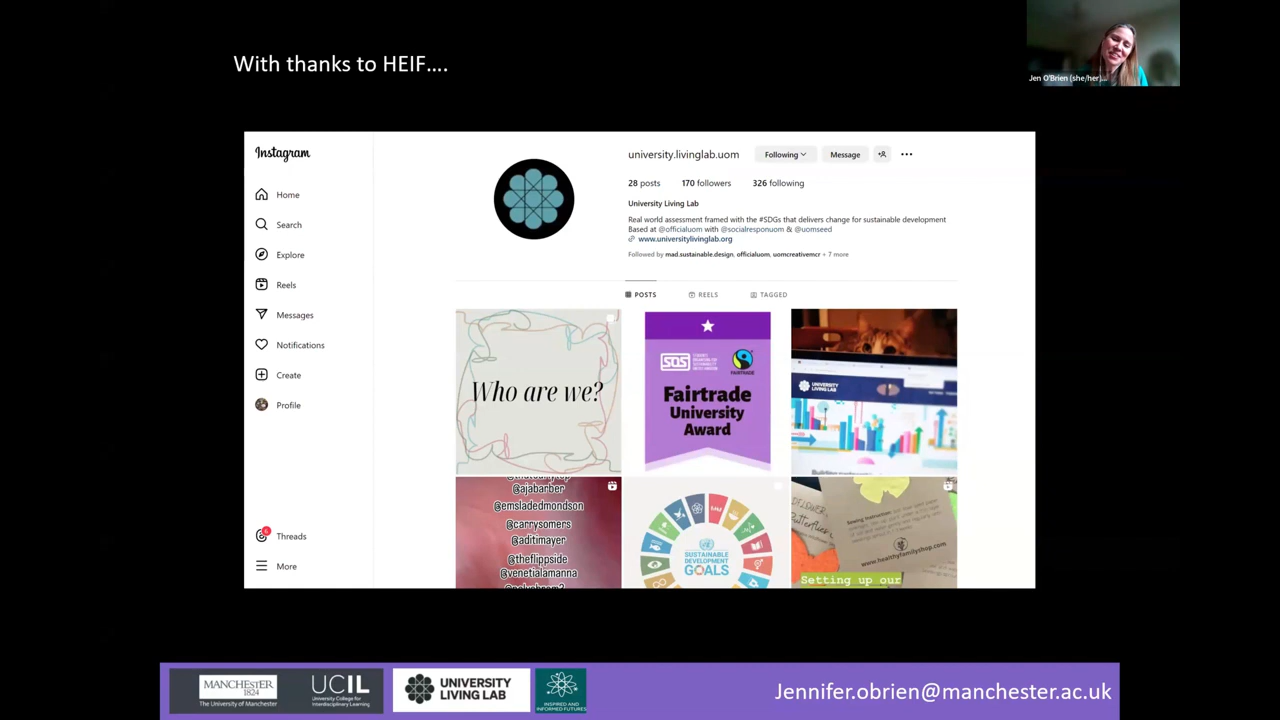 With thanks to HEIF….
Jen O'Brien (she/her)...
Instagram
Home
Search
Explore
Reels
Messages
Notifications
Create
Profile
Threads
More
university.livinglab.uom
Following
Message
28 posts 170 followers 326 following
University Living Lab
Real world assessment framed with the #SDGs that delivers change for sustainable development
Based at @officialuom with @socialresponuom & @uomseed
www.universitylivinglab.org
Followed by mad.sustainable.design, officialuom, uomcreativemcr + 7 more
POSTS REELS TAGGED
Who are we?
SOS
FAIRTRADE
Fairtrade
University
Award
UNIVERSITY
LIVING LAB
@ajabarber
@emsladedmondson
@carrysomers
@aditimayer
@theflippside
@venetialamanna
SUSTAINABLE
DEVELOPMENT
GOALS
Butterflies
www.healthyfamilyshop.com
Setting up our
MANCHESTER
1824
The University of Manchester
UCIL
University College for
Interdisciplinary Learning
UNIVERSITY
LIVING LAB
INSPIRED AND
INFORMED FUTURES
Jennifer.obrien@manchester.ac.uk